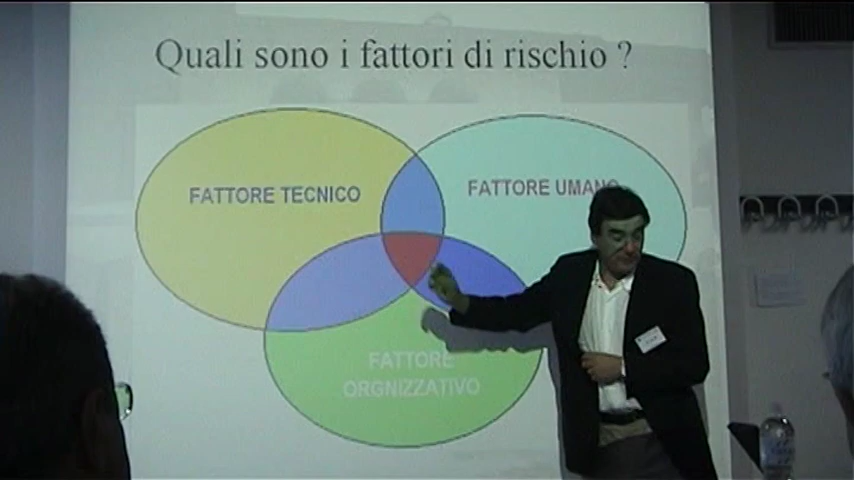 Quali sono i fattori di rischio ?
FATTORE TECNICO
FATTORE UMANO
FATTORE
ORGNIZZATIVO